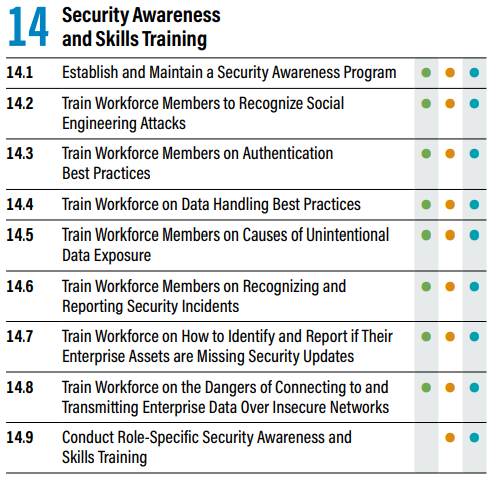 14
Security Awareness
and Skills Training
14.1 Establish and Maintain a Security Awareness Program
14.2 Train Workforce Members to Recognize Social
Engineering Attacks
14.3 Train Workforce Members on Authentication
Best Practices
14.4 Train Workforce on Data Handling Best Practices
14.5 Train Workforce Members on Causes of Unintentional
Data Exposure
14.6 Train Workforce Members on Recognizing and
Reporting Security Incidents
14.7 Train Workforce on How to Identify and Report if Their
Enterprise Assets are Missing Security Updates
14.8 Train Workforce on the Dangers of Connecting to and
Transmitting Enterprise Data Over Insecure Networks
14.9 Conduct Role-Specific Security Awareness and
Skills Training